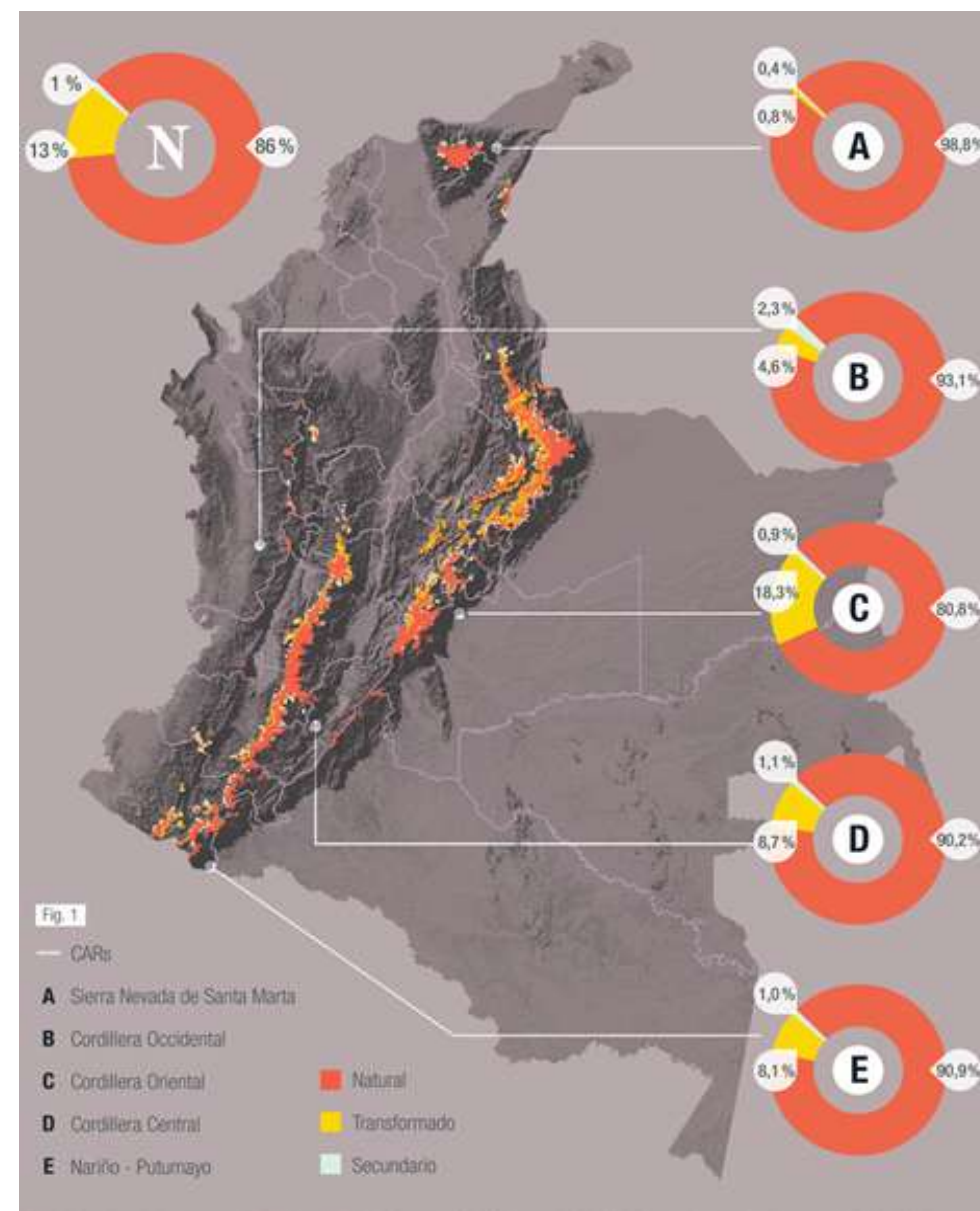 1 %
13 %
N
86 %
0,4 %
0,8 %
A
98,8%
2,3 %
4,6 %
B
93,1%
0,9 %
18,3%
C
80,8%
1,1 %
8,7 %
D
90,2%
1,0 %
8,1 %
E
90,9%
Fig. 1
CARs
A Sierra Nevada de Santa Marta
B Cordillera Occidental
C Cordillera Oriental
D Cordillera Central
E Nariño - Putumayo
Natural
Transformado
Secundario